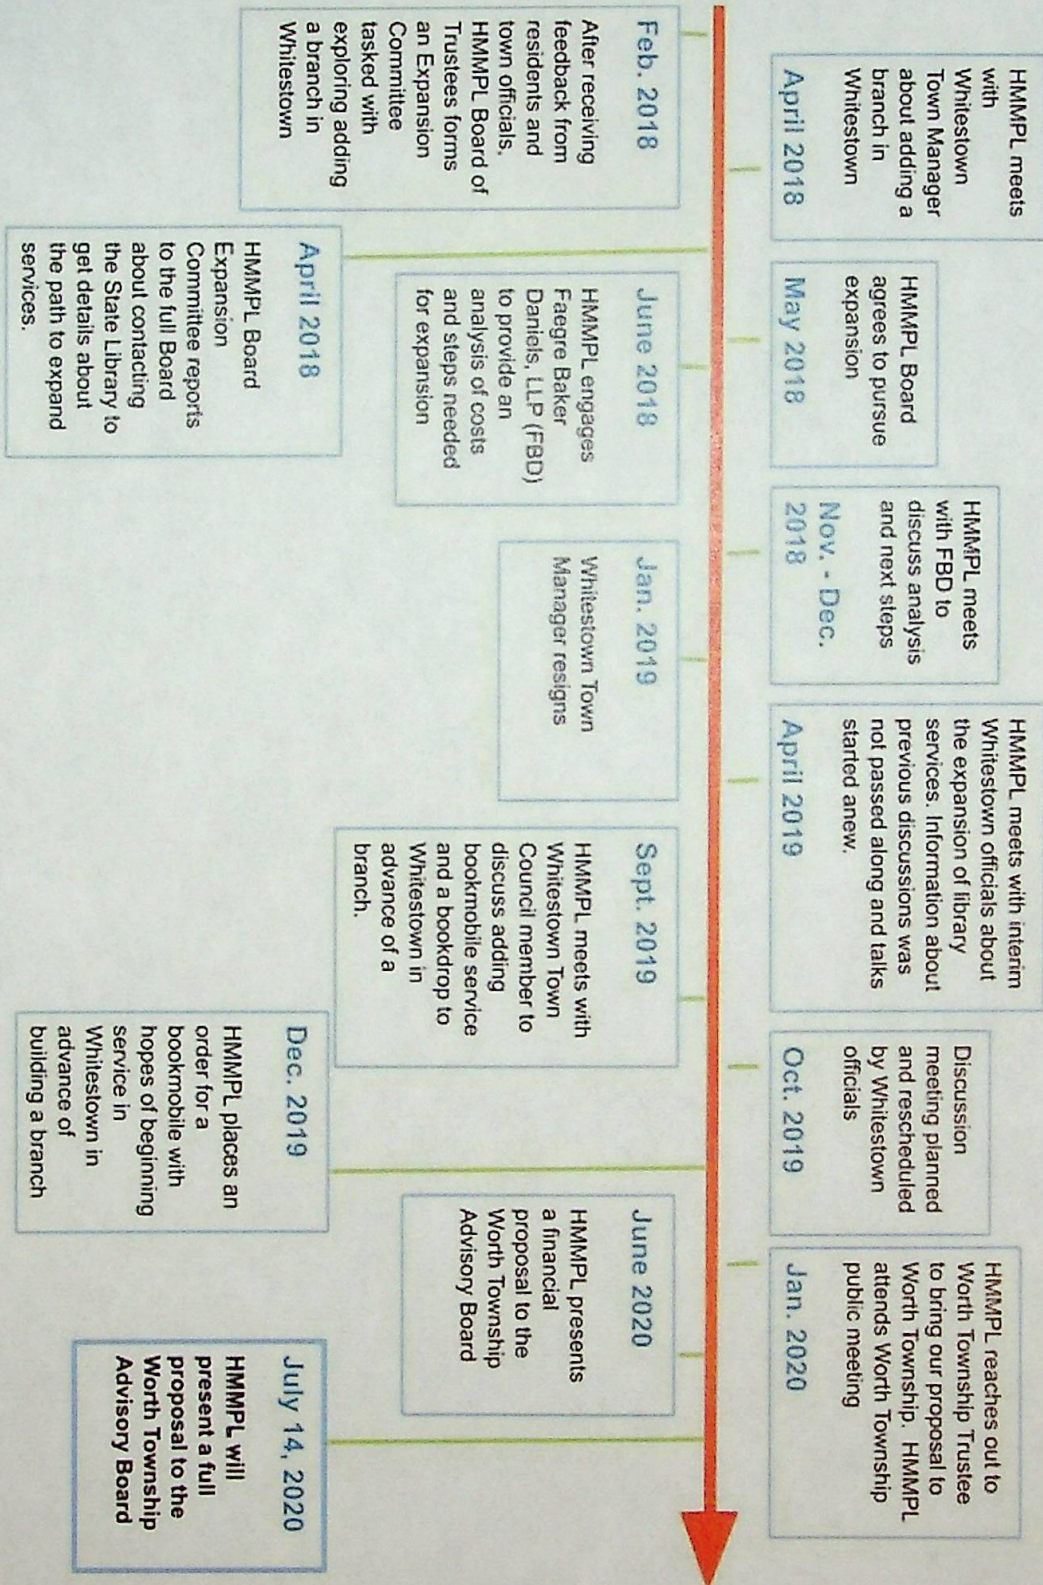 Feb. 2018
After receiving
feedback from
residents and
town officials,
HMMPL Board of
Trustees forms
an Expansion
Committee
tasked with
exploring adding
a branch in
Whitestown
HMMPL meets
with
Whitestown
Town Manager
about adding a
branch in
Whitestown
April 2018
April 2018
HMMPL Board
Expansion
Committee reports
to the full Board
about contacting
the State Library to
get details about
the path to expand
services.
HMMPL Board
agrees to pursue
expansion
May 2018
June 2018
HMMPL engages
Faegre Baker
Daniels, LLP (FBD)
to provide an
analysis of costs
and steps needed
for expansion
HMMPL meets
with FBD to
discuss analysis
and next steps
Nov. - Dec.
2018
Jan. 2019
Whitestown Town
Manager resigns
HMMPL meets with interim
Whitestown officials about
the expansion of library
services. Information about
previous discussions was
not passed along and talks
started anew.
April 2019
Sept. 2019
HMMPL meets with
Whitestown Town
Council member to
discuss adding
bookmobile service
and a bookdrop to
Whitestown in
advance of a
branch.
Discussion
meeting planned
and rescheduled
by Whitestown
officials
Oct. 2019
Dec. 2019
HMMPL places an
order for a
bookmobile with
hopes of beginning
service in
Whitestown in
advance of
building a branch
HMMPL reaches out to
Worth Township Trustee
to bring our proposal to
Worth Township. HMMPL
attends Worth Township
public meeting
Jan. 2020
June 2020
HMMPL presents
a financial
proposal to the
Worth Township
Advisory Board
July 14, 2020
HMMPL will
present a full
proposal to the
Worth Township
Advisory Board